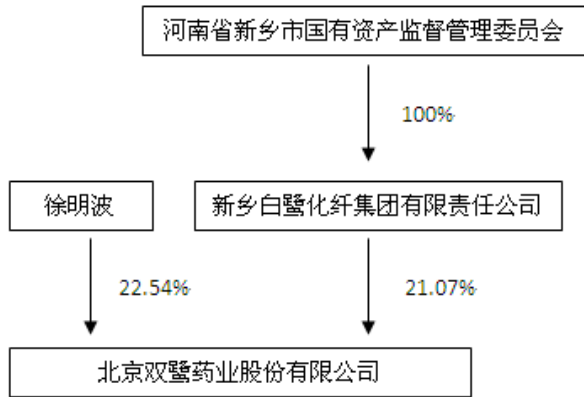 河南省新乡市国有资产监督管理委员会
100%
徐明波
新乡白鹭化纤集团有限责任公司
22.54%
21.07%
北京双鹭药业股份有限公司